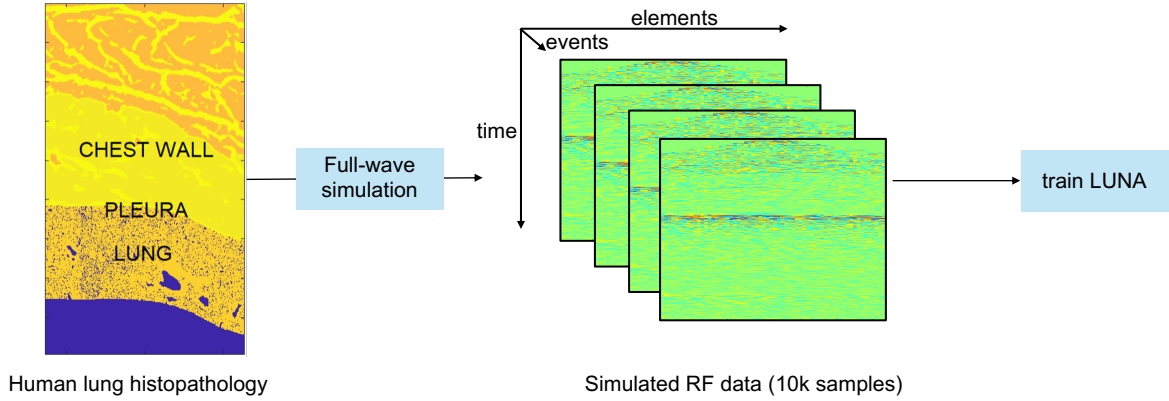 elements
events
time
CHEST WALL
PLEURA
LUNG
Full-wave
simulation
train LUNA
Human lung histopathology
Simulated RF data (10k samples)